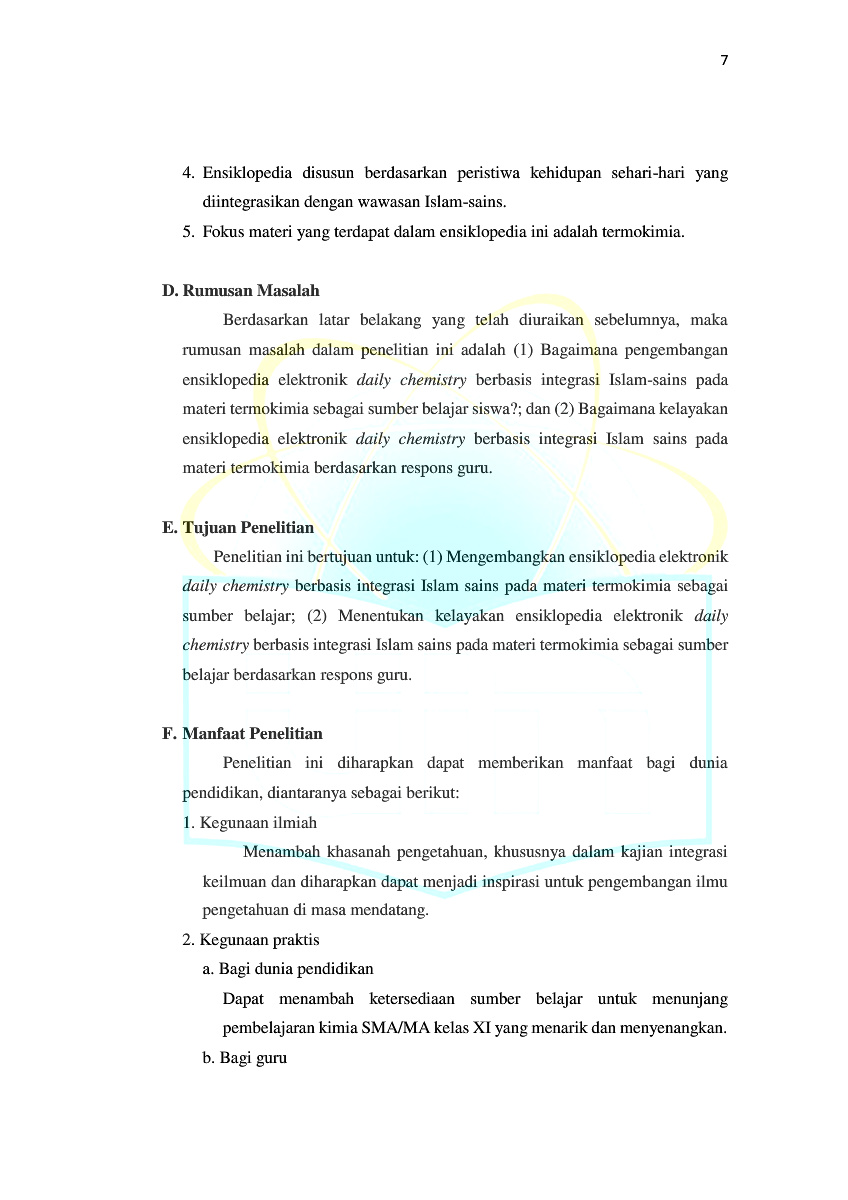 7
4. Ensiklopedia disusun berdasarkan peristiwa kehidupan sehari-hari yang
diintegrasikan dengan wawasan Islam-sains.
5. Fokus materi yang terdapat dalam ensiklopedia ini adalah termokimia.
D. Rumusan Masalah
Berdasarkan latar belakang yang telah diuraikan sebelumnya, maka
rumusan masalah dalam penelitian ini adalah (1) Bagaimana pengembangan
ensiklopedia elektronik daily chemistry berbasis integrasi Islam-sains pada
materi termokimia sebagai sumber belajar siswa?; dan (2) Bagaimana kelayakan
ensiklopedia elektronik daily chemistry berbasis integrasi Islam sains pada
materi termokimia berdasarkan respons guru.
E. Tujuan Penelitian
Penelitian ini bertujuan untuk: (1) Mengembangkan ensiklopedia elektronik
daily chemistry berbasis integrasi Islam sains pada materi termokimia sebagai
sumber belajar; (2) Menentukan kelayakan ensiklopedia elektronik daily
chemistry berbasis integrasi Islam sains pada materi termokimia sebagai sumber
belajar berdasarkan respons guru.
F. Manfaat Penelitian
Penelitian ini diharapkan dapat memberikan manfaat bagi dunia
pendidikan, diantaranya sebagai berikut:
1. Kegunaan ilmiah
Menambah khasanah pengetahuan, khususnya dalam kajian integrasi
keilmuan dan diharapkan dapat menjadi inspirasi untuk pengembangan ilmu
pengetahuan di masa mendatang.
2. Kegunaan praktis
a. Bagi dunia pendidikan
Dapat menambah ketersediaan sumber belajar untuk menunjang
pembelajaran kimia SMA/MA kelas XI yang menarik dan menyenangkan.
b. Bagi guru